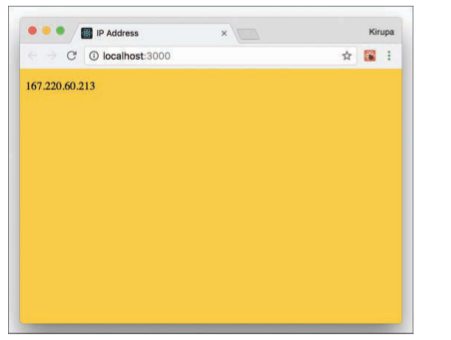 IP Address
Kirupa
localhost:3000
167.220.60.213